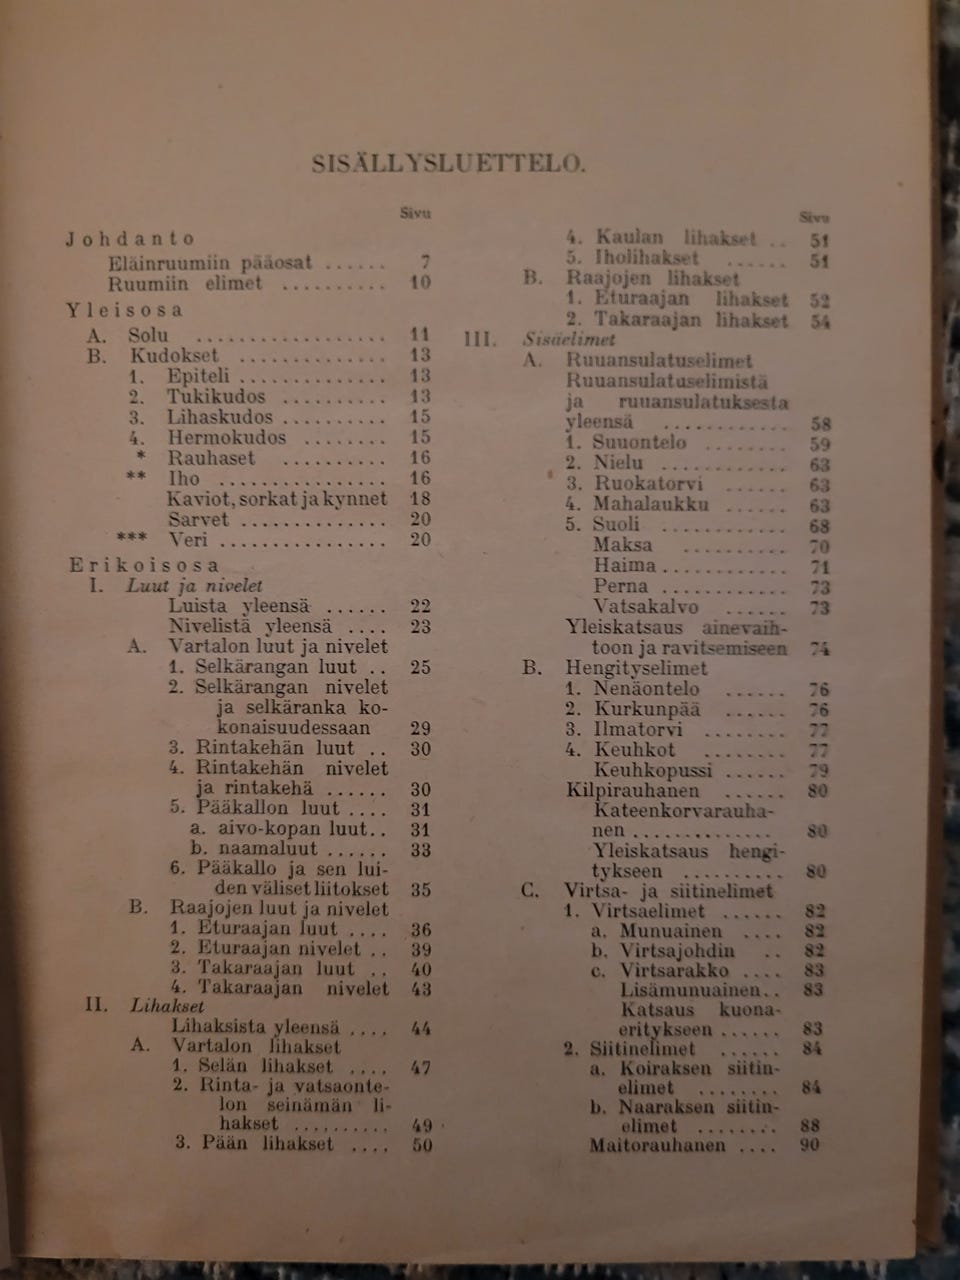 SISÄLLYSLUETTELO.
Sivu
Johdanto
Eläinruumiin pääosat ...... 7
Ruumiin elimet .......... 10
Yleisosa
A. Solu .................. 11
B. Kudokset .............. 13
1. Epiteli .............. 13
2. Tukikudos .......... 13
3. Lihaskudos .......... 15
4. Hermokudos ........ 15
* Rauhaset .......... 16
** Iho ................ 16
Kaviot, sorkat ja kynnet 18
Sarvet .............. 20
*** Veri ................ 20
Erikoisosa
I. Luut ja nivelet
Luista yleensä ...... 22
Nivelistä yleensä .... 23
A. Vartalon luut ja nivelet
1. Selkärangan luut .. 25
2. Selkärangan nivelet
ja selkäranka ko-
konaisuudessaan 29
3. Rintakehän luut .. 30
4. Rintakehän nivelet
ja rintakehä ...... 30
5. Pääkallon luut .... 31
a. aivo-kopan luut .. 31
b. naamaluut ...... 33
6. Pääkallo ja sen lui-
den väliset liitokset 35
B. Raajojen luut ja nivelet
1. Eturaajan luut .... 36
2. Eturaajan nivelet .. 39
3. Takaraajan luut .. 40
4. Takaraajan nivelet 43
II. Lihakset
Lihaksista yleensä .... 44
A. Vartalon lihakset
1. Selän lihakset .... 47
2. Rinta- ja vatsaonte-
lon seinämän li-
hakset .......... 49
3. Pään lihakset .... 50
Sivu
4. Kaulan lihakset .. 51
5. Iholihakset ...... 51
B. Raajojen lihakset
1. Eturaajan lihakset 52
2. Takaraajan lihakset 54
III. Sisäelimet
A. Ruuansulatuselimet
Ruuansulatuselimistä
ja ruuansulatuksesta
yleensä ............ 58
1. Suuontelo ........ 59
2. Nielu ............ 63
3. Ruokatorvi ...... 63
4. Mahalaukku ...... 63
5. Suoli ............ 68
Maksa .......... 70
Haima ............ 71
Perna ............ 73
Vatsakalvo ...... 73
Yleiskatsaus ainevaih-
toon ja ravitsemiseen 74
B. Hengityselimet
1. Nenäontelo ...... 76
2. Kurkunpää ...... 76
3. Ilmatorvi ........ 77
4. Keuhkot ........ 77
Keuhkopussi ...... 79
Kilpirauhanen ...... 80
Kateenkorvarauha-
nen .............. 80
Yleiskatsaus hengi-
tykseen .......... 80
C. Virtsa- ja siitinelimet
1. Virtsaelimet ...... 82
a. Munuainen .... 82
b. Virtsajohdin .. 82
c. Virtsarakko .... 83
Lisämunuainen .. 83
Katsaus kuona-
eritykseen ...... 83
2. Siitinelimet ...... 84
a. Koiraksen siitin-
elimet ........ 84
b. Naaraksen siitin-
elimet ........ 88
Maitorauhanen .... 90